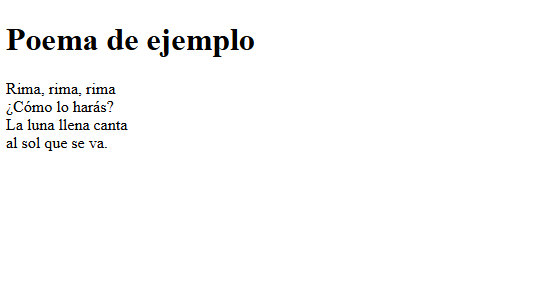 Poema de ejemplo
Rima, rima, rima
¿Cómo lo harás?
La luna llena canta
al sol que se va.